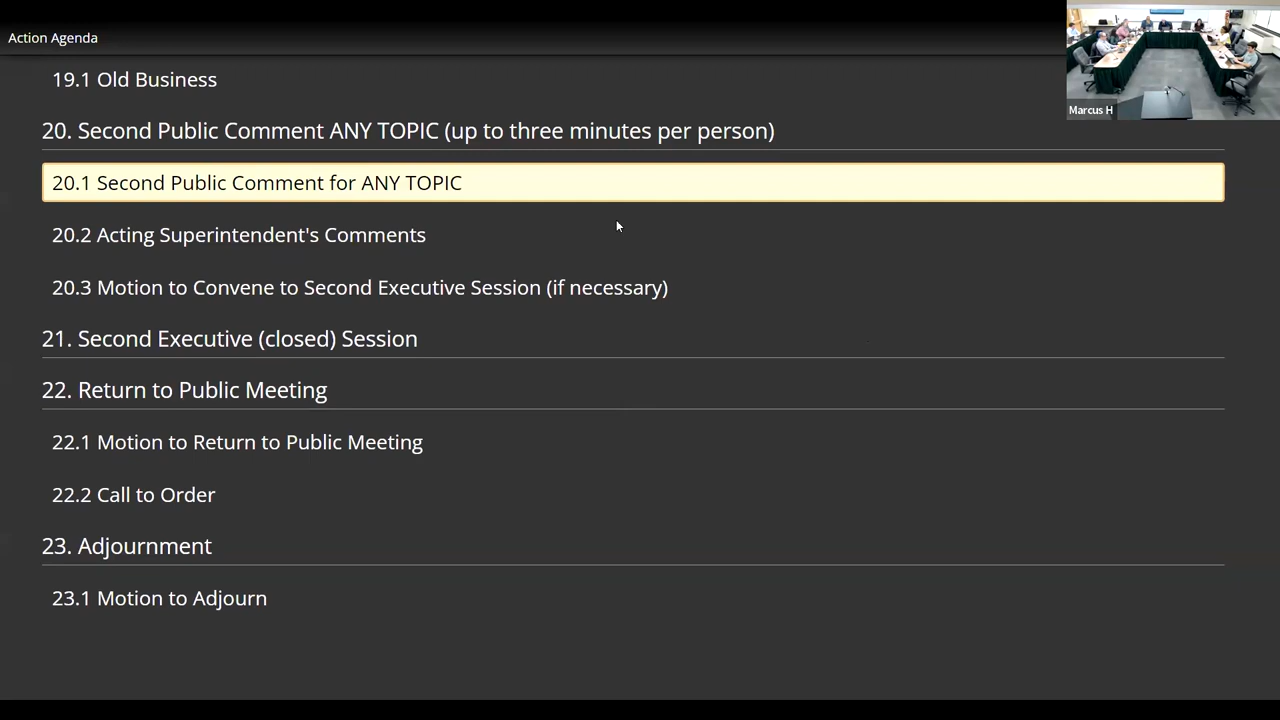 Action Agenda
19.1 Old Business
20. Second Public Comment ANY TOPIC (up to three minutes per person)
20.1 Second Public Comment for ANY TOPIC
20.2 Acting Superintendent's Comments
20.3 Motion to Convene to Second Executive Session (if necessary)
21. Second Executive (closed) Session
22. Return to Public Meeting
22.1 Motion to Return to Public Meeting
22.2 Call to Order
23. Adjournment
23.1 Motion to Adjourn
Marcus H